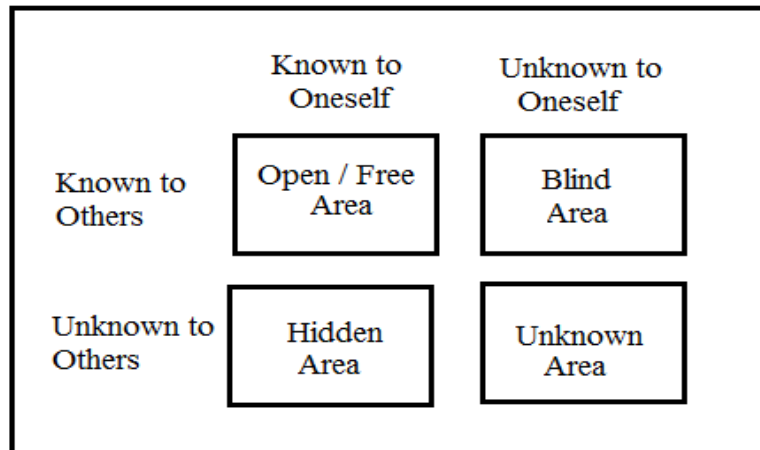 Known to
Oneself
Unknown to
Oneself
Known to
Others
Open / Free
Area
Blind
Area
Unknown to
Others
Hidden
Area
Unknown
Area